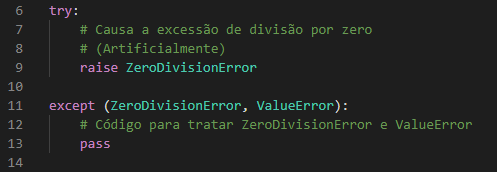 6 try:
7 # Causa a excessão de divisão por zero
8 # (Artificialmente)
9 raise ZeroDivisionError
10
11 except (ZeroDivisionError, ValueError):
12 # Código para tratar ZeroDivisionError e ValueError
13 pass
14